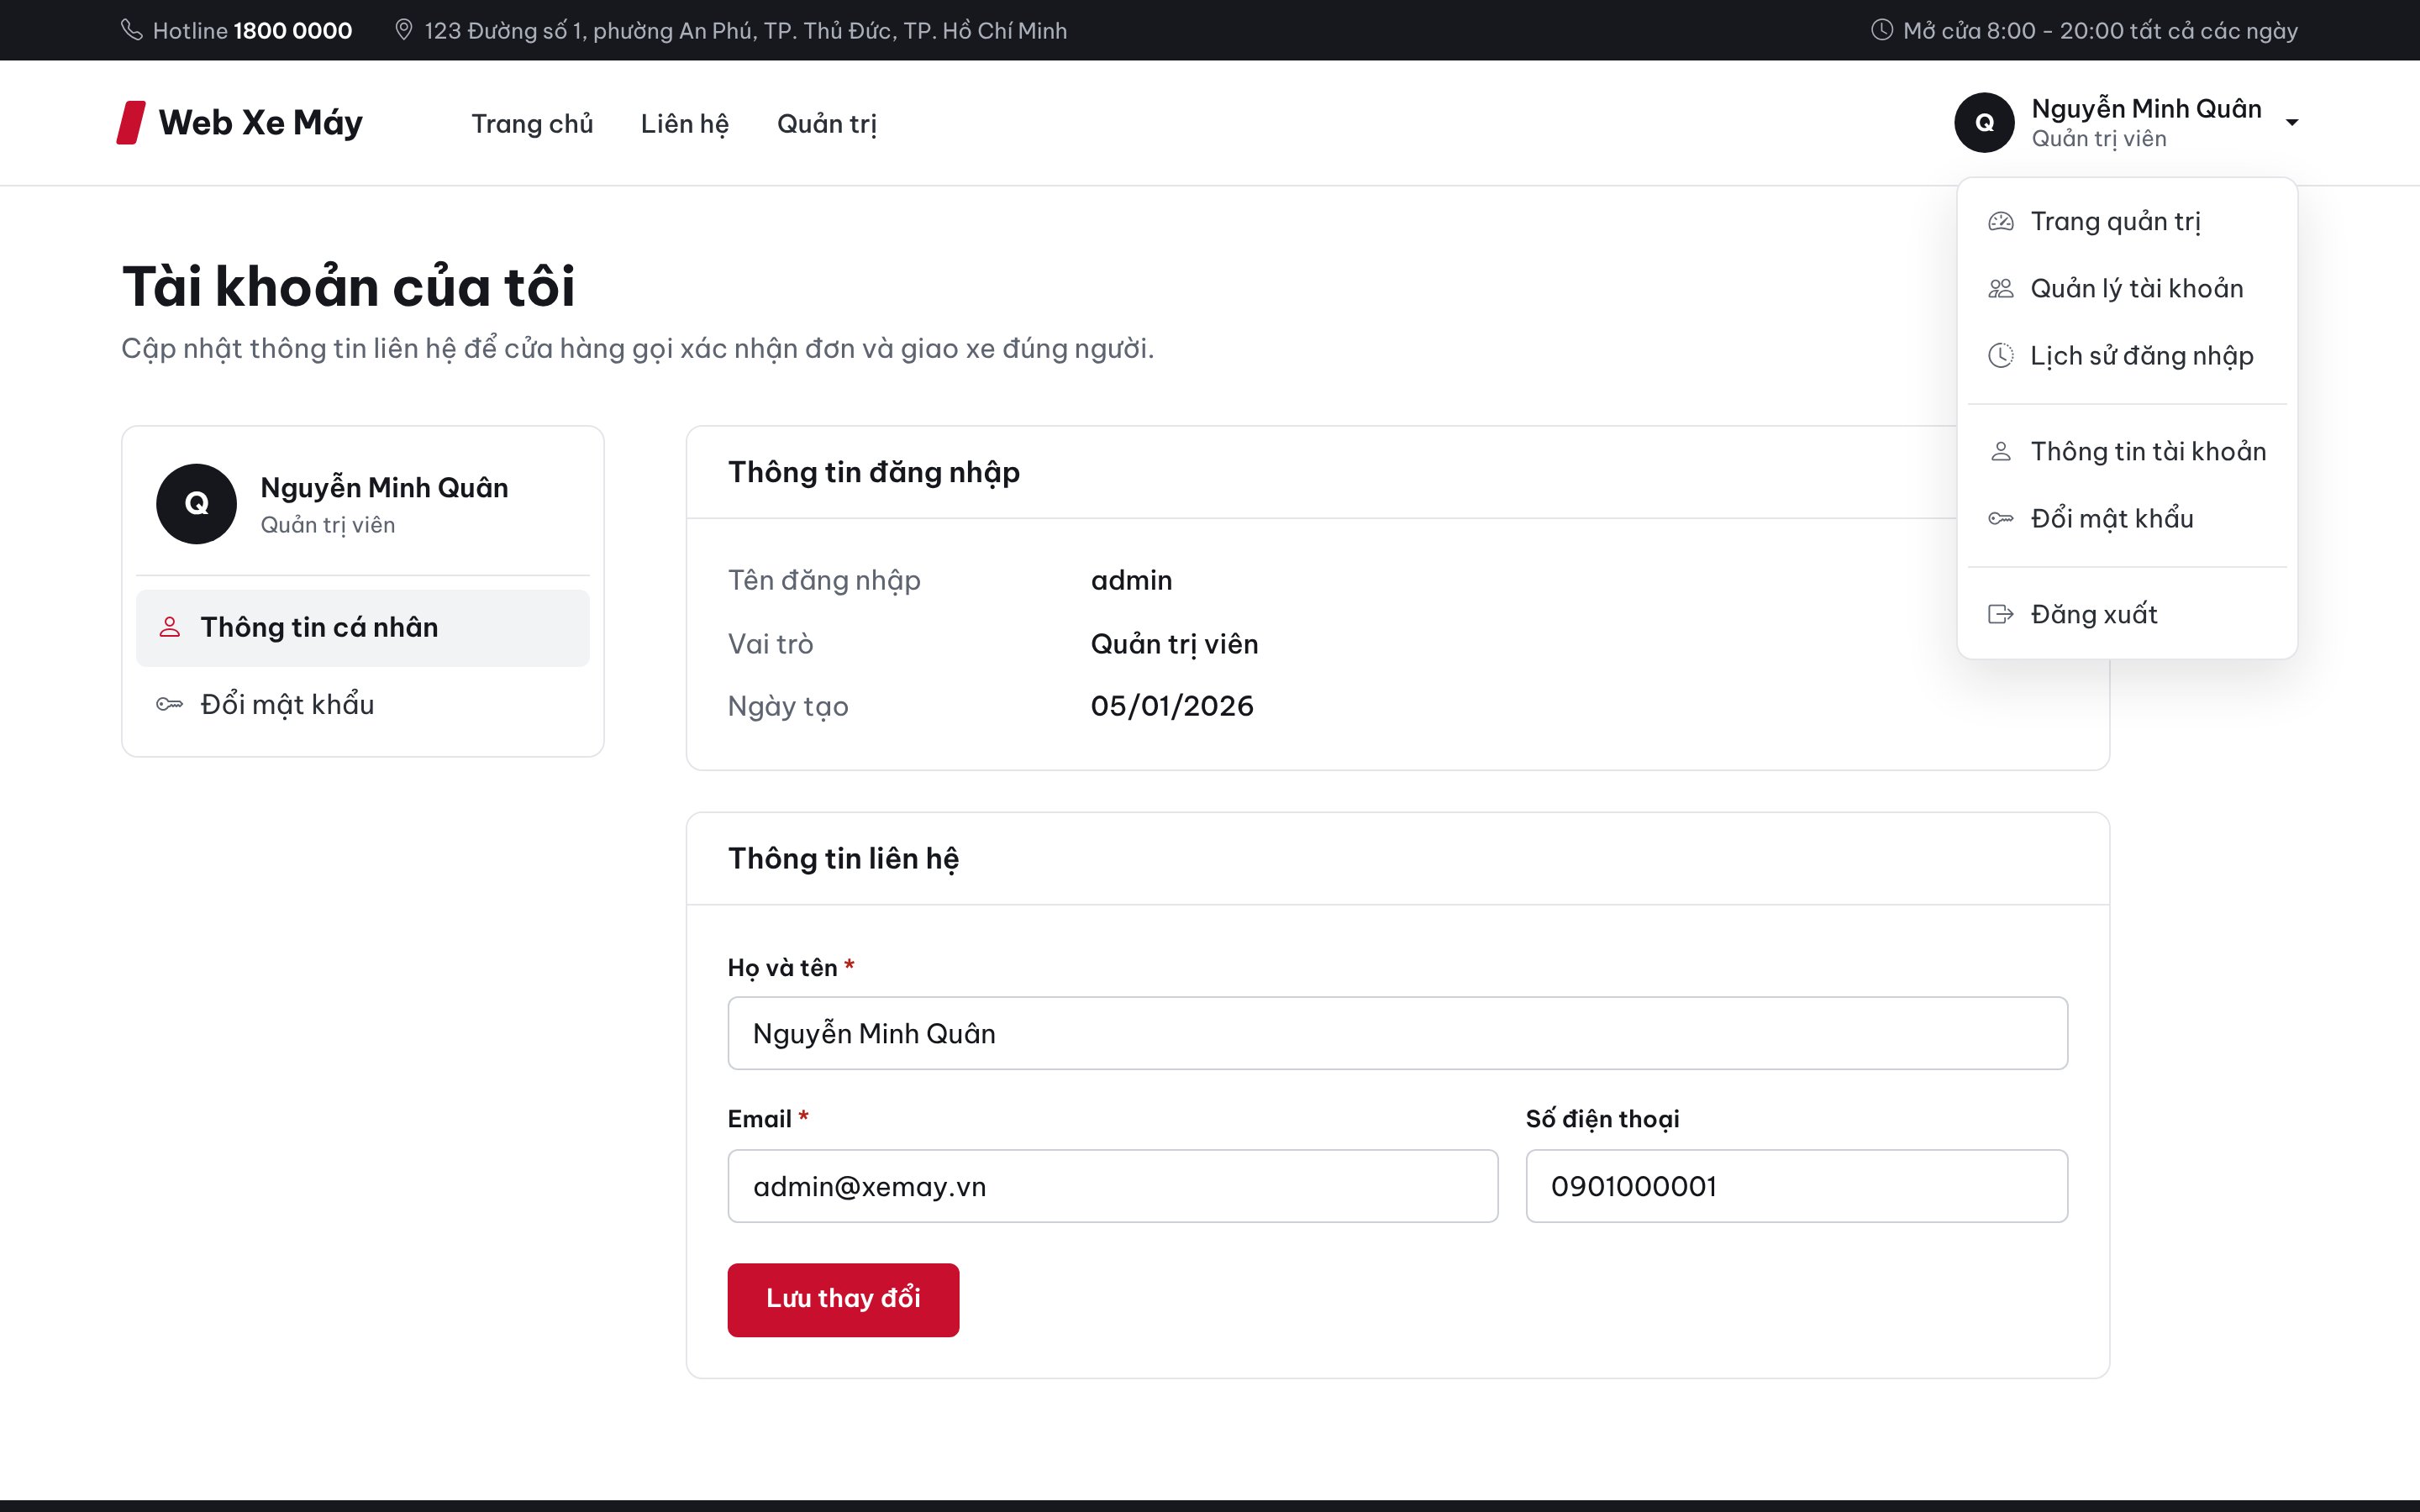 Hotline 1800 0000
123 Đường số 1, phường An Phú, TP. Thủ Đức, TP. Hồ Chí Minh
Mở cửa 8:00 - 20:00 tất cả các ngày
Web Xe Máy
Trang chủ
Liên hệ
Quản trị
Q
Nguyễn Minh Quân
Quản trị viên
Trang quản trị
Quản lý tài khoản
Lịch sử đăng nhập
Thông tin tài khoản
Đổi mật khẩu
Đăng xuất
Tài khoản của tôi
Cập nhật thông tin liên hệ để cửa hàng gọi xác nhận đơn và giao xe đúng người.
Q
Nguyễn Minh Quân
Quản trị viên
Thông tin cá nhân
Đổi mật khẩu
Thông tin đăng nhập
Tên đăng nhập admin
Vai trò Quản trị viên
Ngày tạo 05/01/2026
Thông tin liên hệ
Họ và tên *
Nguyễn Minh Quân
Email *
admin@xemay.vn
Số điện thoại
0901000001
Lưu thay đổi